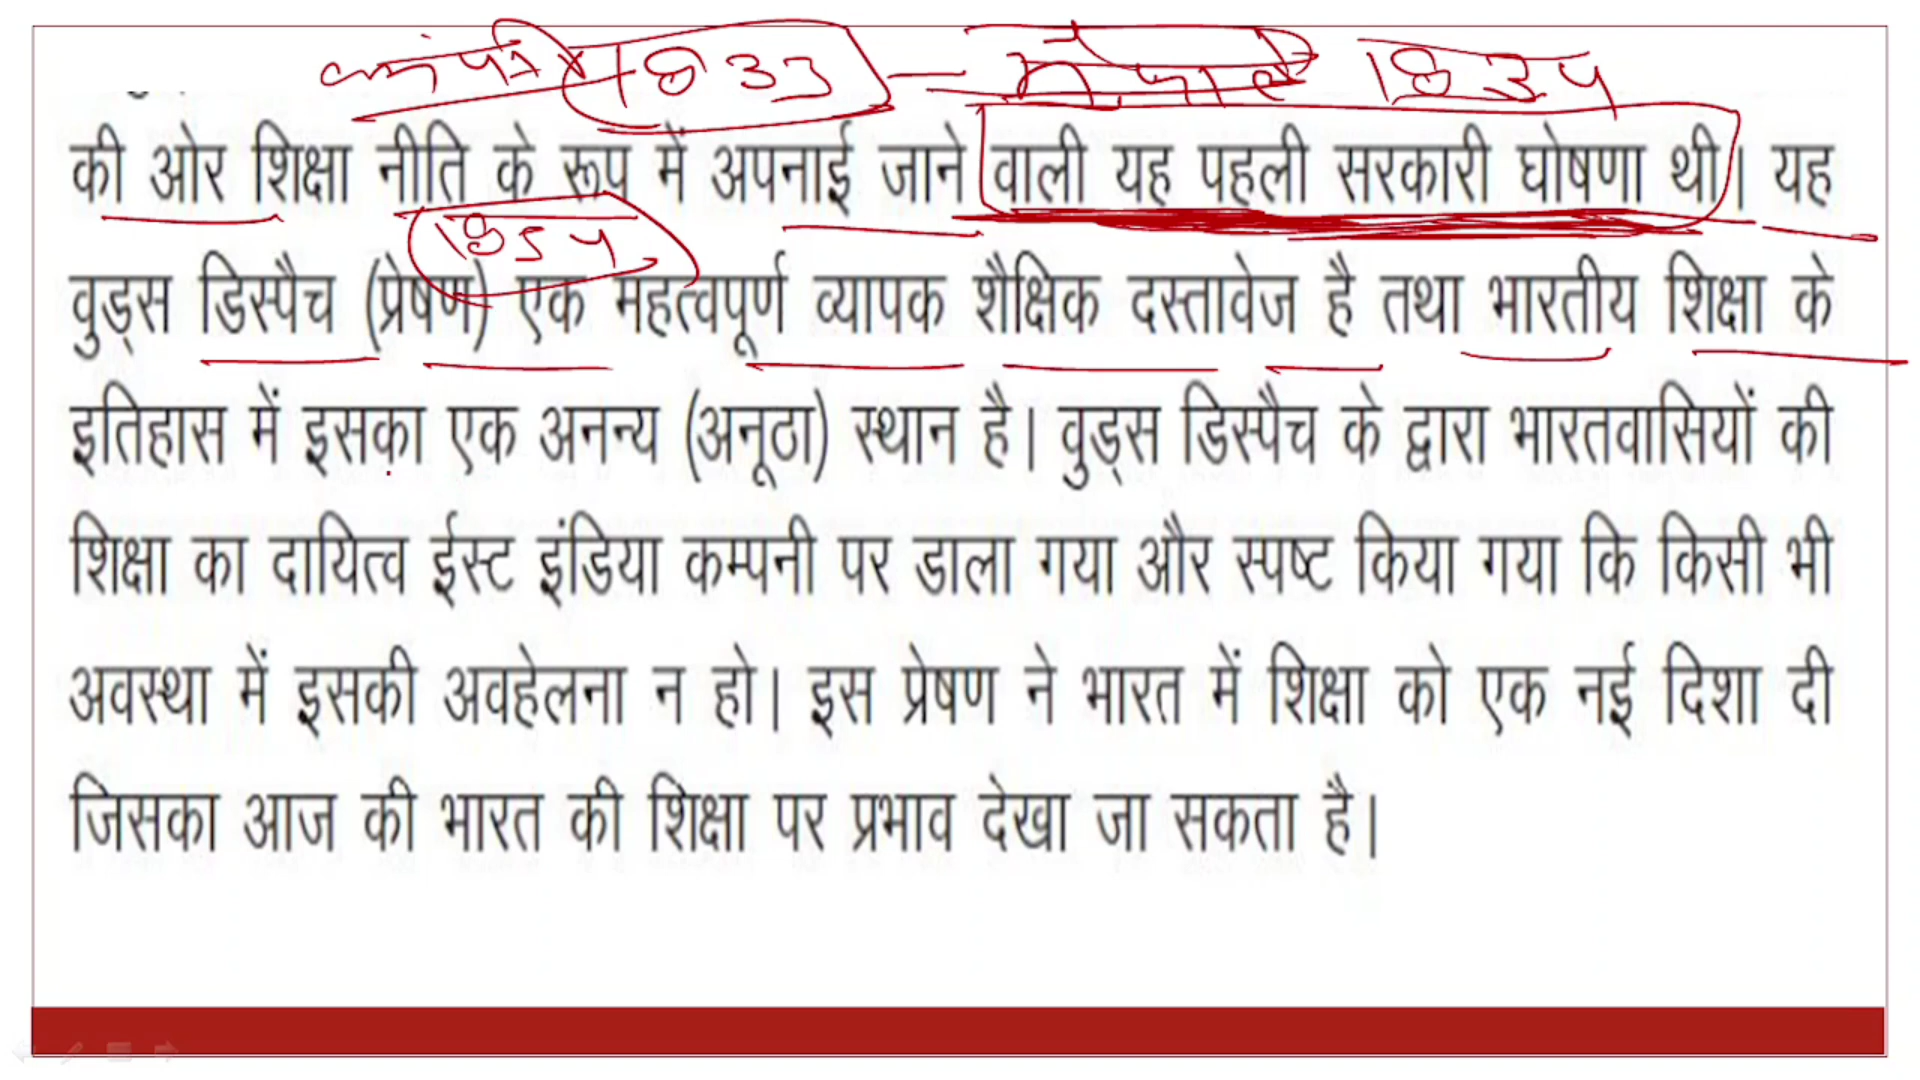 1833 - 1834
की ओर शिक्षा नीति के रूप में अपनाई जाने वाली यह पहली सरकारी घोषणा थी। यह
1854
वुड्स डिस्पैच (प्रेषण) एक महत्वपूर्ण व्यापक शैक्षिक दस्तावेज है तथा भारतीय शिक्षा के
इतिहास में इसका एक अनन्य (अनूठा) स्थान है। वुड्स डिस्पैच के द्वारा भारतवासियों की
शिक्षा का दायित्व ईस्ट इंडिया कम्पनी पर डाला गया और स्पष्ट किया गया कि किसी भी
अवस्था में इसकी अवहेलना न हो। इस प्रेषण ने भारत में शिक्षा को एक नई दिशा दी
जिसका आज की भारत की शिक्षा पर प्रभाव देखा जा सकता है।